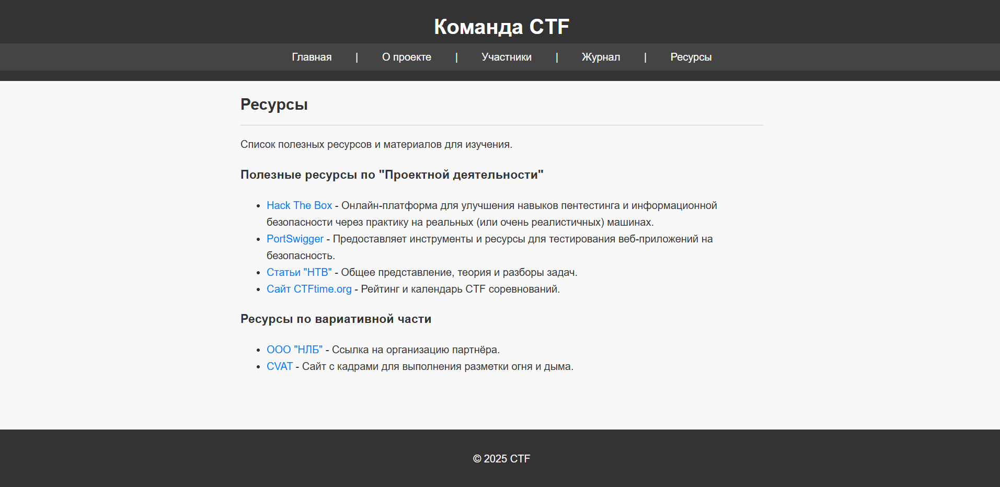 Команда CTF
Главная | О проекте | Участники | Журнал | Ресурсы
Ресурсы
Список полезных ресурсов и материалов для изучения.
Полезные ресурсы по "Проектной деятельности"
• Hack The Box - Онлайн-платформа для улучшения навыков пентестинга и информационной
безопасности через практику на реальных (или очень реалистичных) машинах.
• PortSwigger - Предоставляет инструменты и ресурсы для тестирования веб-приложений на
безопасность.
• Статьи "HTB" - Общее представление, теория и разборы задач.
• Сайт CTFtime.org - Рейтинг и календарь CTF соревнований.
Ресурсы по вариативной части
• ООО "НЛБ" - Ссылка на организацию партнёра.
• CVAT - Сайт с кадрами для выполнения разметки огня и дыма.
© 2025 CTF